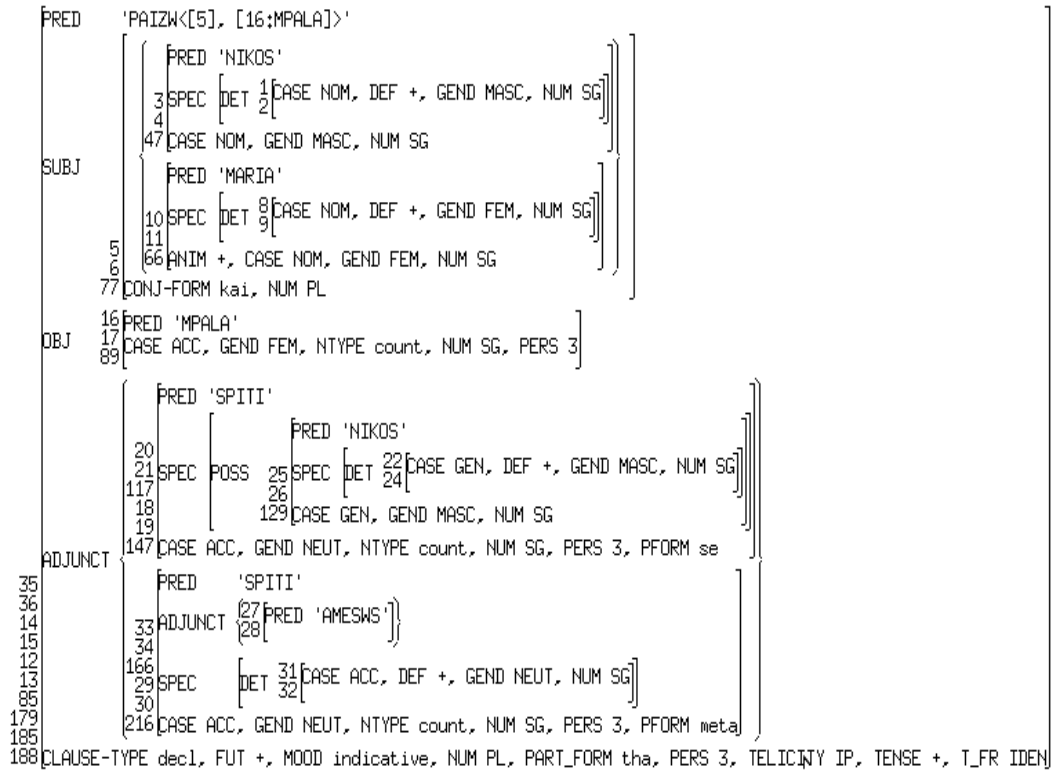 PRED 'PAIZW<[5], [16:MPALA]>'
PRED 'NIKOS'
1
3 SPEC DET CASE NOM, DEF +, GEND MASC, NUM SG
2
4
47 CASE NOM, GEND MASC, NUM SG
SUBJ PRED 'MARIA'
8
10 SPEC DET CASE NOM, DEF +, GEND FEM, NUM SG
9
11
5
66 ANIM +, CASE NOM, GEND FEM, NUM SG
6
77 CONJ-FORM kai, NUM PL
16 PRED 'MPALA'
OBJ 17 CASE ACC, GEND FEM, NTYPE count, NUM SG, PERS 3
89
PRED 'SPITI'
PRED 'NIKOS'
20
21 SPEC POSS 25 SPEC DET 22 CASE GEN, DEF +, GEND MASC, NUM SG
24
117 26
18 129 CASE GEN, GEND MASC, NUM SG
19
147 CASE ACC, GEND NEUT, NTYPE count, NUM SG, PERS 3, PFORM se
ADJUNCT
35 PRED 'SPITI'
36
14 33 ADJUNCT 27 PRED 'AMESWS'
28
15 34
12 166
13 29 SPEC DET 31 CASE ACC, DEF +, GEND NEUT, NUM SG
32
85 30
179 216 CASE ACC, GEND NEUT, NTYPE count, NUM SG, PERS 3, PFORM meta
185
188 CLAUSE-TYPE decl, FUT +, MOOD indicative, NUM PL, PART_FORM tha, PERS 3, TELICITY IP, TENSE +, T_FR IDEN